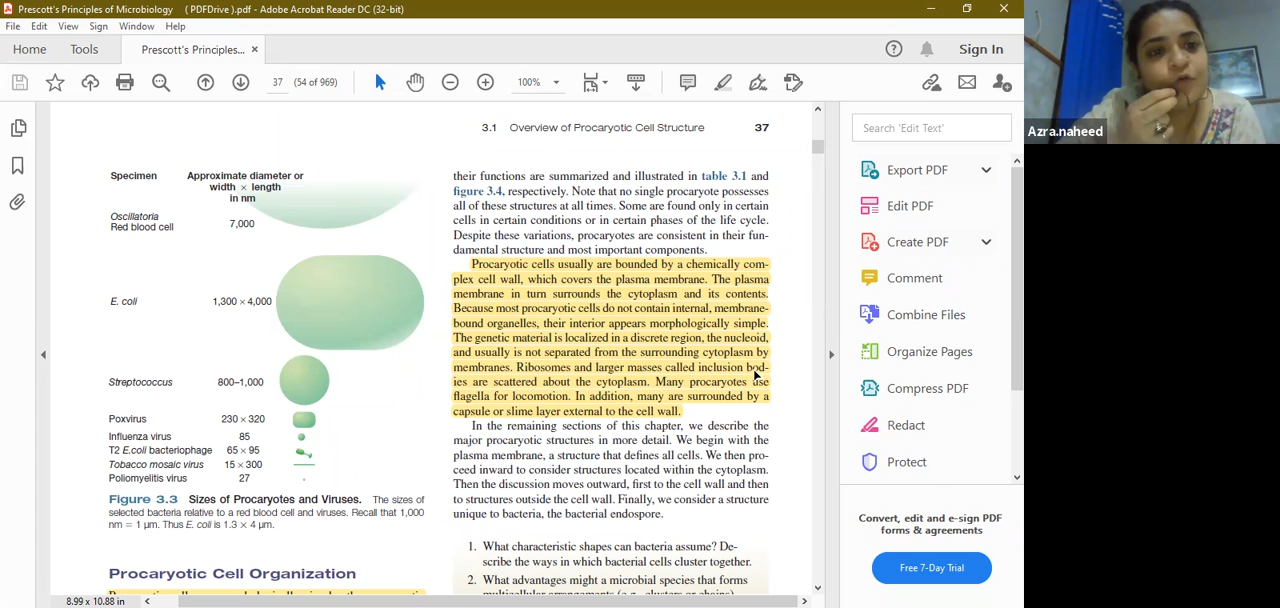 Prescott's Principles of Microbiology ( PDFDrive ).pdf - Adobe Acrobat Reader DC (32-bit)
File Edit View Sign Window Help
Home Tools Prescott's Principles... ×
Sign In
37 (54 of 969) 100%
3.1 Overview of Procaryotic Cell Structure 37
Specimen Approximate diameter or
width × length
in nm
Oscillatoria
Red blood cell 7,000
E. coli 1,300 × 4,000
Streptococcus 800–1,000
Poxvirus 230 × 320
Influenza virus 85
T2 E.coli bacteriophage 65 × 95
Tobacco mosaic virus 15 × 300
Poliomyelitis virus 27
Figure 3.3 Sizes of Procaryotes and Viruses. The sizes of
selected bacteria relative to a red blood cell and viruses. Recall that 1,000
nm = 1 μm. Thus E. coli is 1.3 × 4 μm.
Procaryotic Cell Organization
their functions are summarized and illustrated in table 3.1 and
figure 3.4, respectively. Note that no single procaryote possesses
all of these structures at all times. Some are found only in certain
cells in certain conditions or in certain phases of the life cycle.
Despite these variations, procaryotes are consistent in their fun-
damental structure and most important components.
Procaryotic cells usually are bounded by a chemically com-
plex cell wall, which covers the plasma membrane. The plasma
membrane in turn surrounds the cytoplasm and its contents.
Because most procaryotic cells do not contain internal, membrane-
bound organelles, their interior appears morphologically simple.
The genetic material is localized in a discrete region, the nucleoid,
and usually is not separated from the surrounding cytoplasm by
membranes. Ribosomes and larger masses called inclusion bod-
ies are scattered about the cytoplasm. Many procaryotes use
flagella for locomotion. In addition, many are surrounded by a
capsule or slime layer external to the cell wall.
In the remaining sections of this chapter, we describe the
major procaryotic structures in more detail. We begin with the
plasma membrane, a structure that defines all cells. We then pro-
ceed inward to consider structures located within the cytoplasm.
Then the discussion moves outward, first to the cell wall and then
to structures outside the cell wall. Finally, we consider a structure
unique to bacteria, the bacterial endospore.
1. What characteristic shapes can bacteria assume? De-
scribe the ways in which bacterial cells cluster together.
2. What advantages might a microbial species that forms
multicellular arrangements (e.g., clusters or chains)
8.99 x 10.88 in
Search 'Edit Text'
Export PDF
Edit PDF
Create PDF
Comment
Combine Files
Organize Pages
Compress PDF
Redact
Protect
Convert, edit and e-sign PDF
forms & agreements
Free 7-Day Trial
Azra.naheed